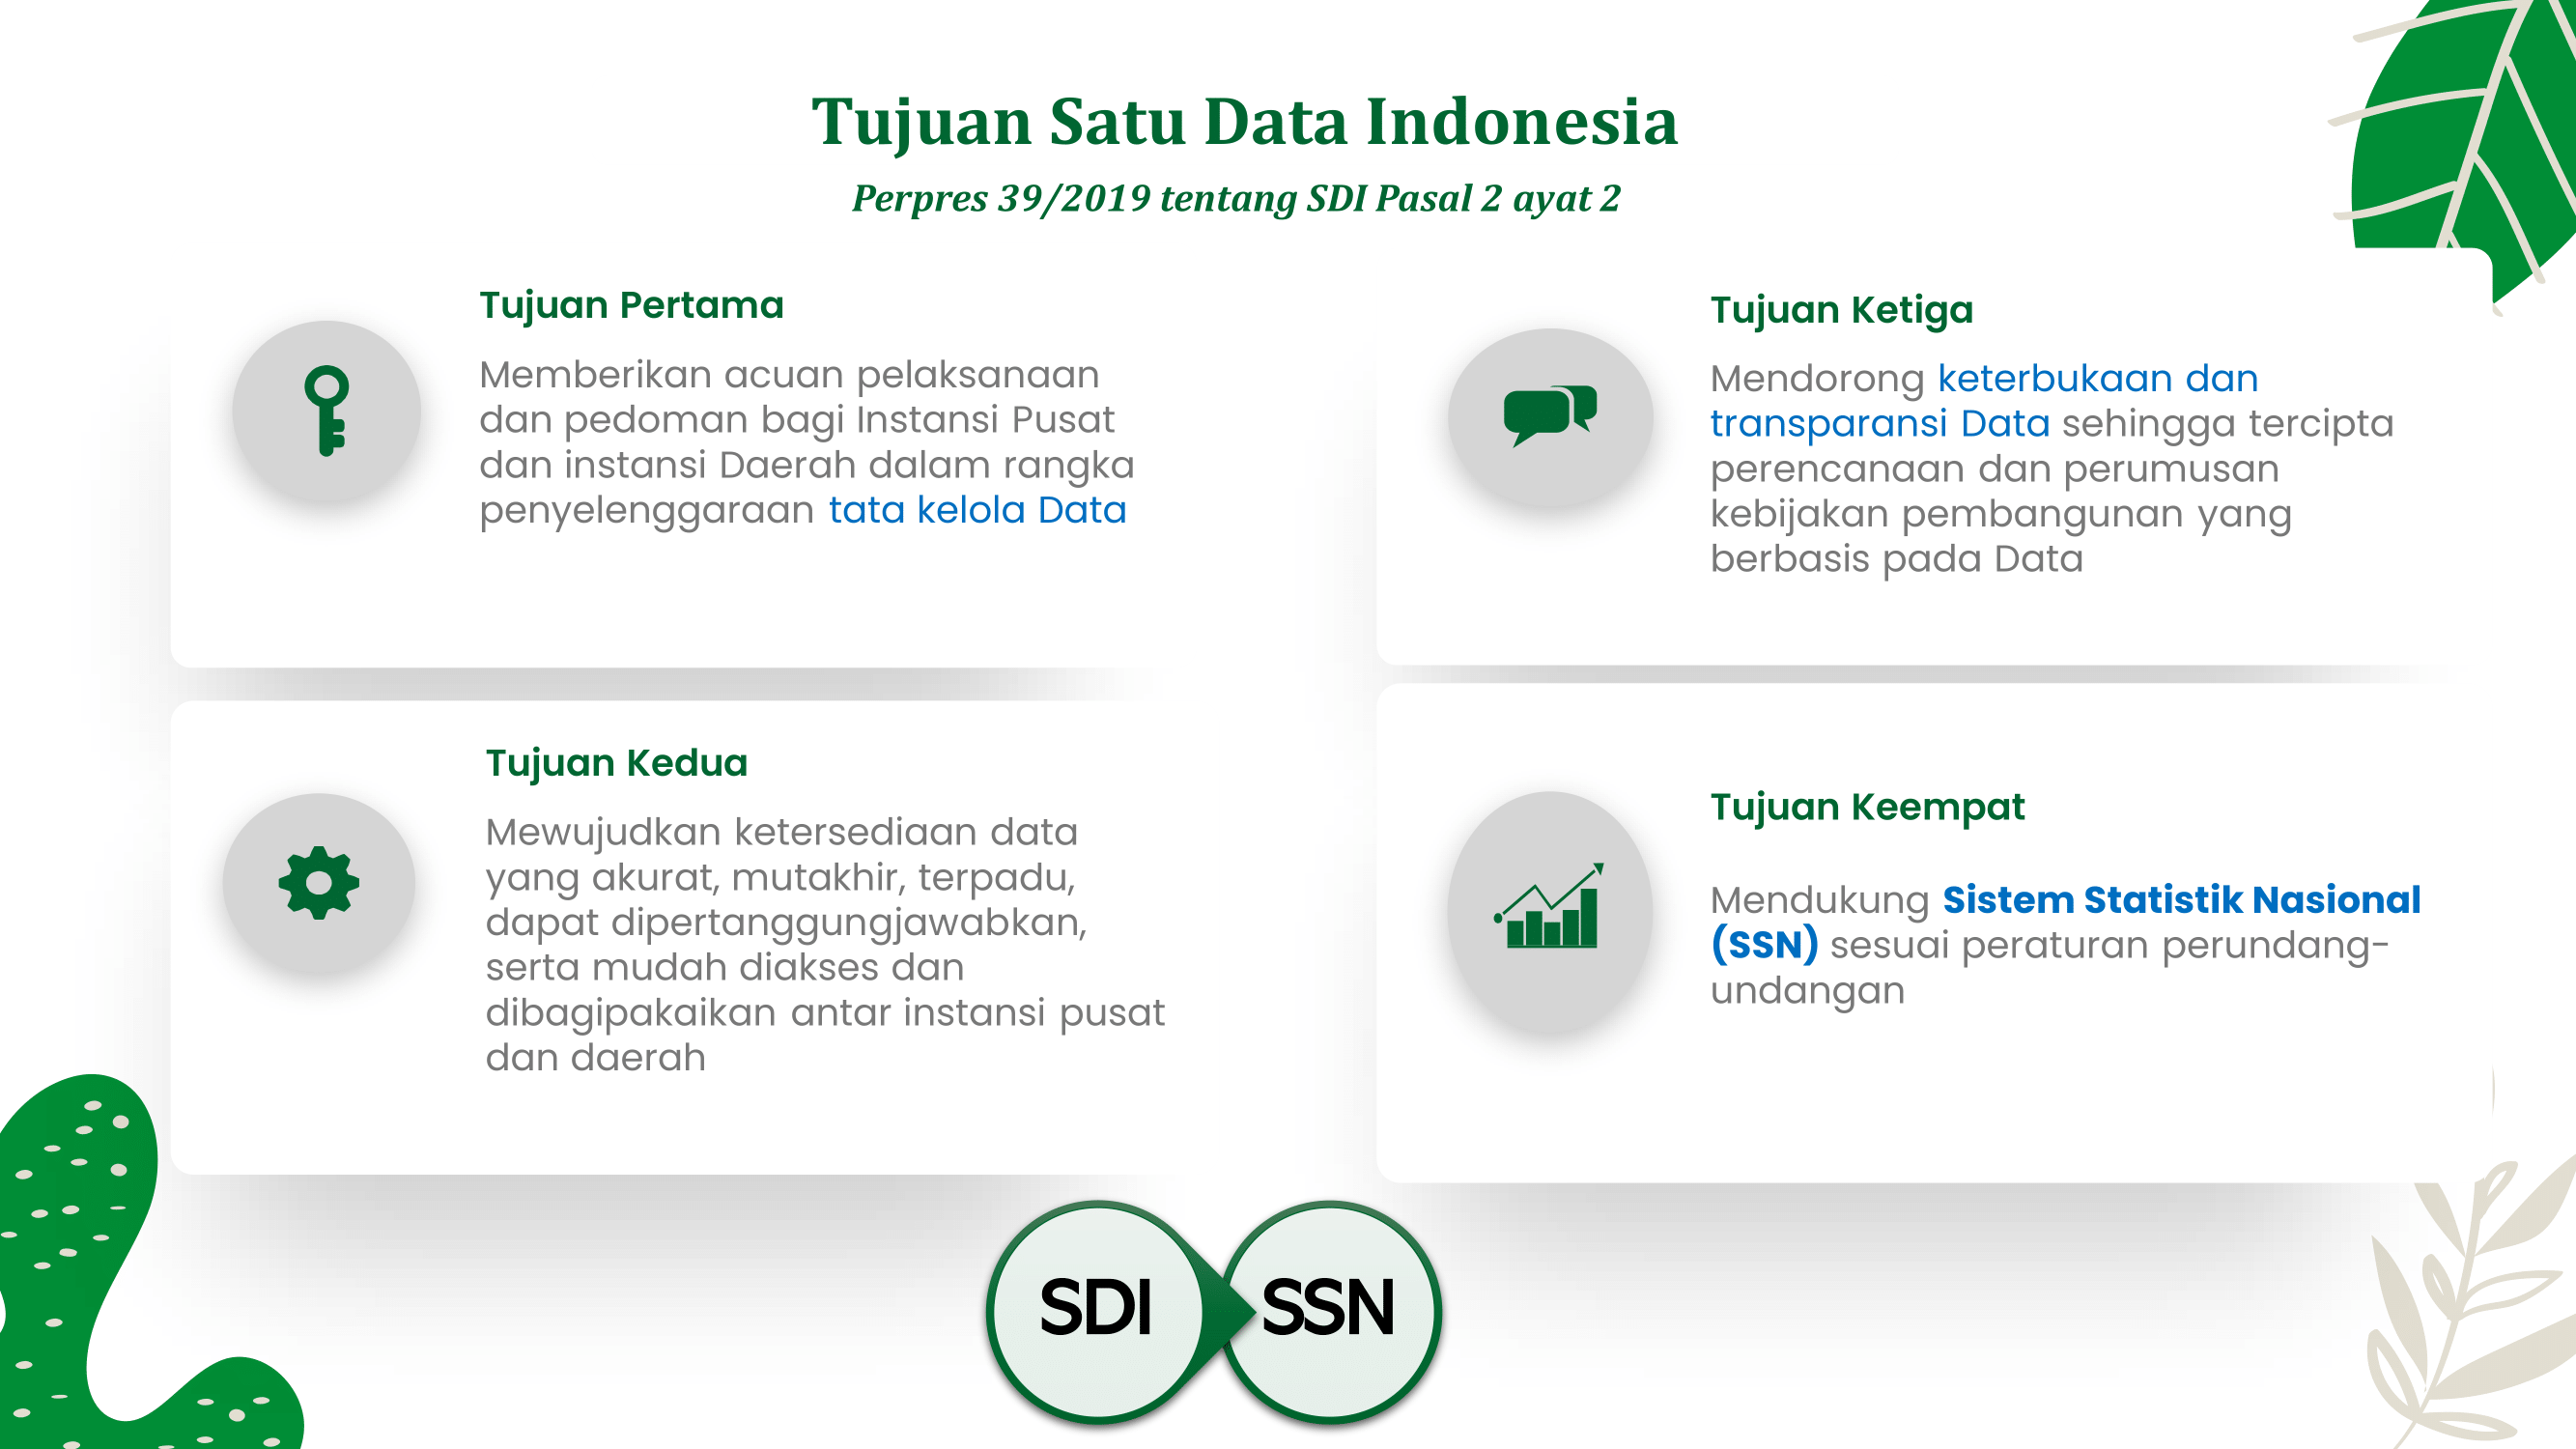 Tujuan Satu Data Indonesia
Perpres 39/2019 tentang SDI Pasal 2 ayat 2
Tujuan Pertama
Memberikan acuan pelaksanaan
dan pedoman bagi Instansi Pusat
dan instansi Daerah dalam rangka
penyelenggaraan tata kelola Data
Tujuan Kedua
Mewujudkan ketersediaan data
yang akurat, mutakhir, terpadu,
dapat dipertanggungjawabkan,
serta mudah diakses dan
dibagipakaikan antar instansi pusat
dan daerah
Tujuan Ketiga
Mendorong keterbukaan dan
transparansi Data sehingga tercipta
perencanaan dan perumusan
kebijakan pembangunan yang
berbasis pada Data
Tujuan Keempat
Mendukung Sistem Statistik Nasional
(SSN) sesuai peraturan perundang-
undangan
SDI
SSN